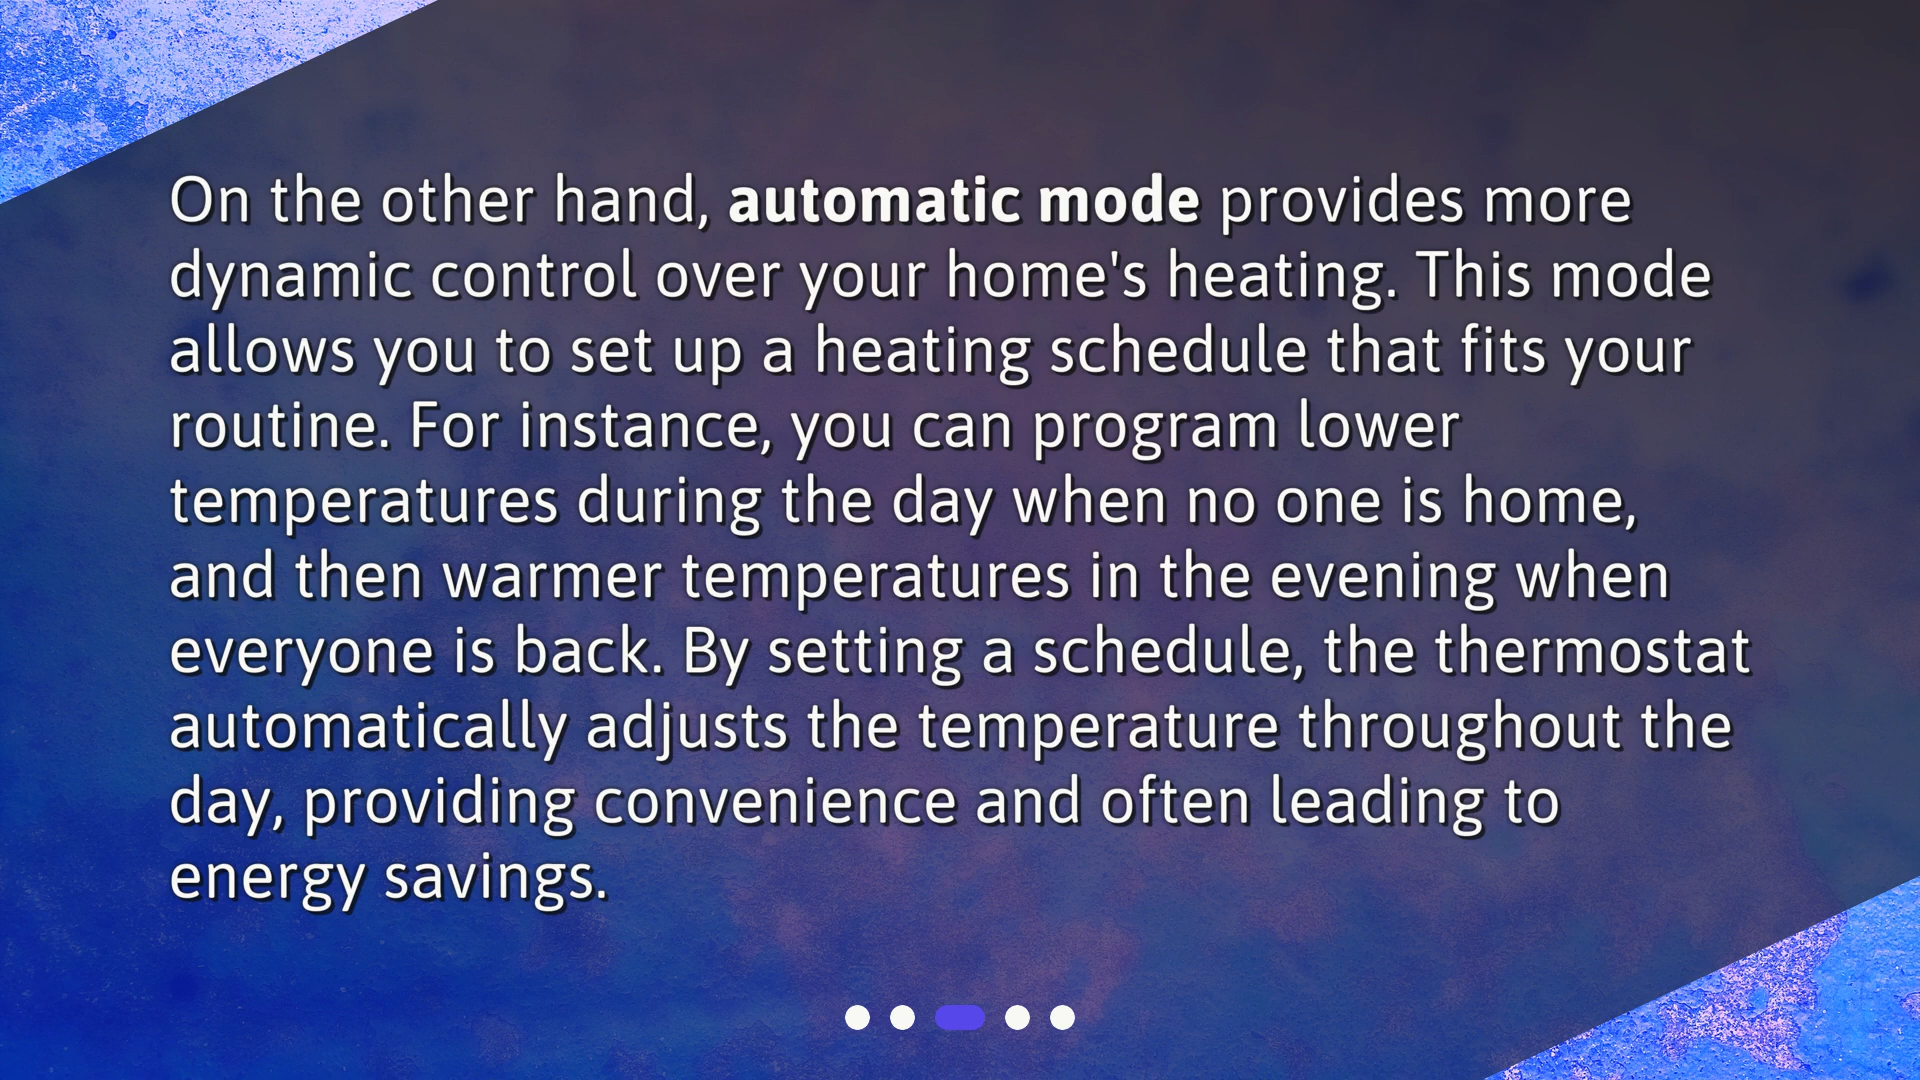 On the other hand, automatic mode provides more
dynamic control over your home's heating. This mode
allows you to set up a heating schedule that fits your
routine. For instance, you can program lower
temperatures during the day when no one is home,
and then warmer temperatures in the evening when
everyone is back. By setting a schedule, the thermostat
automatically adjusts the temperature throughout the
day, providing convenience and often leading to
energy savings.